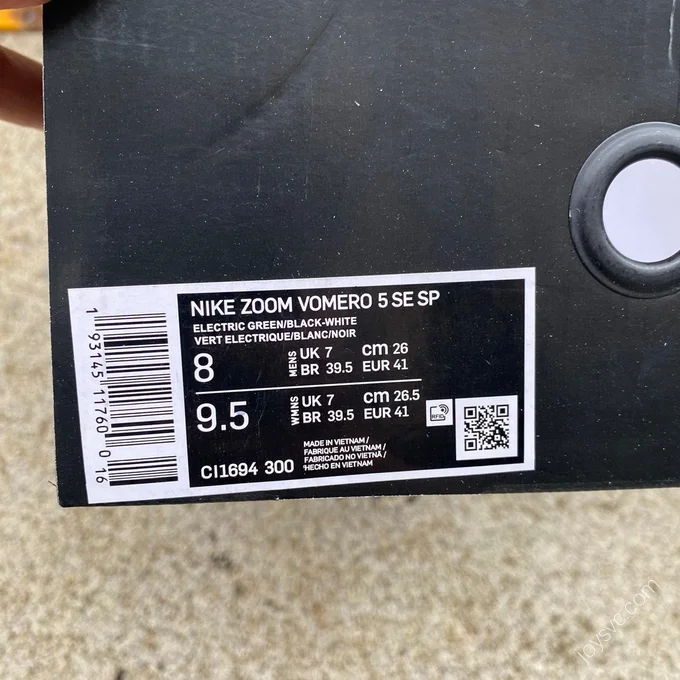 NIKE ZOOM VOMERO 5 SE SP
ELECTRIC GREEN/BLACK-WHITE
VERT ELECTRIQUE/BLANC/NOIR
8 MENS UK 7 cm 26
BR 39.5 EUR 41
9.5 WMNS UK 7 cm 26.5
BR 39.5 EUR 41
RFID
CI1694 300
MADE IN VIETNAM /
FABRIQUE AU VIETNAM /
FABRICADO NO VIETNÃ /
HECHO EN VIETNAM
1 93145 11760 0 16
joysve.com